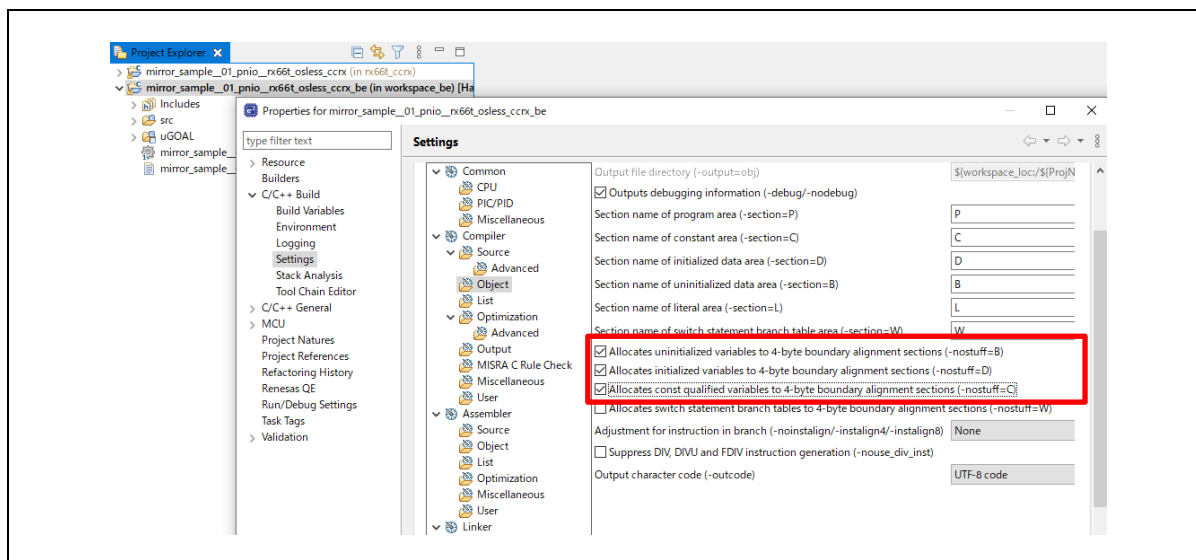 Project Explorer
mirror_sample__01_pnio__rx66t_osless_ccrx (in rx66t_ccrx)
mirror_sample__01_pnio__rx66t_osless_ccrx_be (in workspace_be) [Ha
Includes
src
uGOAL
mirror_sample_
mirror_sample_
Properties for mirror_sample__01_pnio__rx66t_osless_ccrx_be
type filter text
Resource
Builders
C/C++ Build
Build Variables
Environment
Logging
Settings
Stack Analysis
Tool Chain Editor
C/C++ General
MCU
Project Natures
Project References
Refactoring History
Renesas QE
Run/Debug Settings
Task Tags
Validation
Settings
Common
CPU
PIC/PID
Miscellaneous
Compiler
Source
Advanced
Object
List
Optimization
Advanced
Output
MISRA C Rule Check
Miscellaneous
User
Assembler
Source
Object
List
Optimization
Miscellaneous
User
Linker
Output file directory (-output=obj) ${workspace_loc:/${ProjN
Outputs debugging information (-debug/-nodebug)
Section name of program area (-section=P) P
Section name of constant area (-section=C) C
Section name of initialized data area (-section=D) D
Section name of uninitialized data area (-section=B) B
Section name of literal area (-section=L) L
Section name of switch statement branch table area (-section=W) W
Allocates uninitialized variables to 4-byte boundary alignment sections (-nostuff=B)
Allocates initialized variables to 4-byte boundary alignment sections (-nostuff=D)
Allocates const qualified variables to 4-byte boundary alignment sections (-nostuff=C)
Allocates switch statement branch tables to 4-byte boundary alignment sections (-nostuff=W)
Adjustment for instruction in branch (-noinstalign/-instalign4/-instalign8) None
Suppress DIV, DIVU and FDIV instruction generation (-nouse_div_inst)
Output character code (-outcode) UTF-8 code